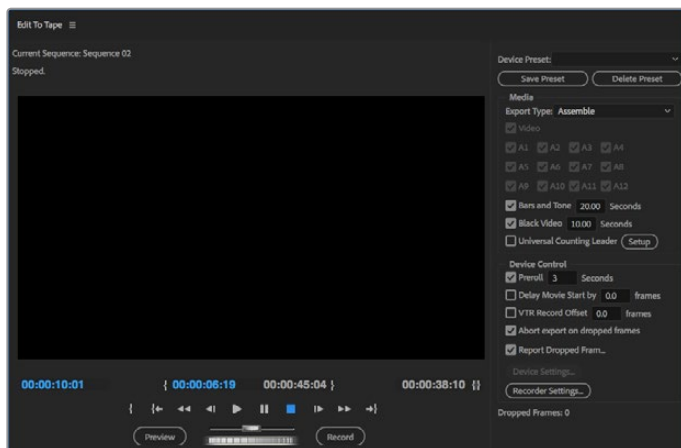 Edit To Tape
Current Sequence: Sequence 02
Stopped.
00:00:10:01
{ 00:00:06:19
00:00:45:04 }
00:00:38:10 {}
Preview
Record
Device Preset:
Save Preset
Delete Preset
Media
Export Type: Assemble
Video
A1 A2 A3 A4
A5 A6 A7 A8
A9 A10 A11 A12
Bars and Tone 20.00 Seconds
Black Video 10.00 Seconds
Universal Counting Leader Setup
Device Control
Preroll 3 Seconds
Delay Movie Start by 0.0 frames
VTR Record Offset 0.0 frames
Abort export on dropped frames
Report Dropped Fram...
Device Settings...
Recorder Settings...
Dropped Frames: 0